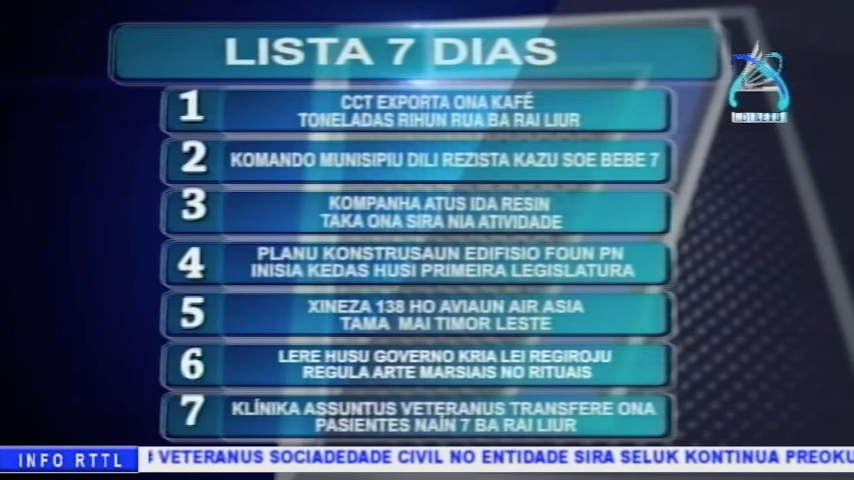 LISTA 7 DIAS
1
CCT EXPORTA ONA KAFÉ
TONELADAS RIHUN RUA BA RAI LIUR
2
KOMANDO MUNISIPIU DILI REZISTA KAZU SOE BEBE 7
3
KOMPANHA ATUS IDA RESIN
TAKA ONA SIRA NIA ATIVIDADE
4
PLANU KONSTRUSAUN EDIFISIO FOUN PN
INISIA KEDAS HUSI PRIMEIRA LEGISLATURA
5
XINEZA 138 HO AVIAUN AIR ASIA
TAMA MAI TIMOR LESTE
6
LERE HUSU GOVERNO KRIA LEI REGIROJU
REGULA ARTE MARSIAIS NO RITUAIS
7
KLÍNIKA ASSUNTUS VETERANUS TRANSFERE ONA
PASIENTES NAÍN 7 BA RAI LIUR
DIRETU
INFO RTTL
VETERANUS SOCIADEDADE CIVIL NO ENTIDADE SIRA SELUK KONTINUA PREOKU